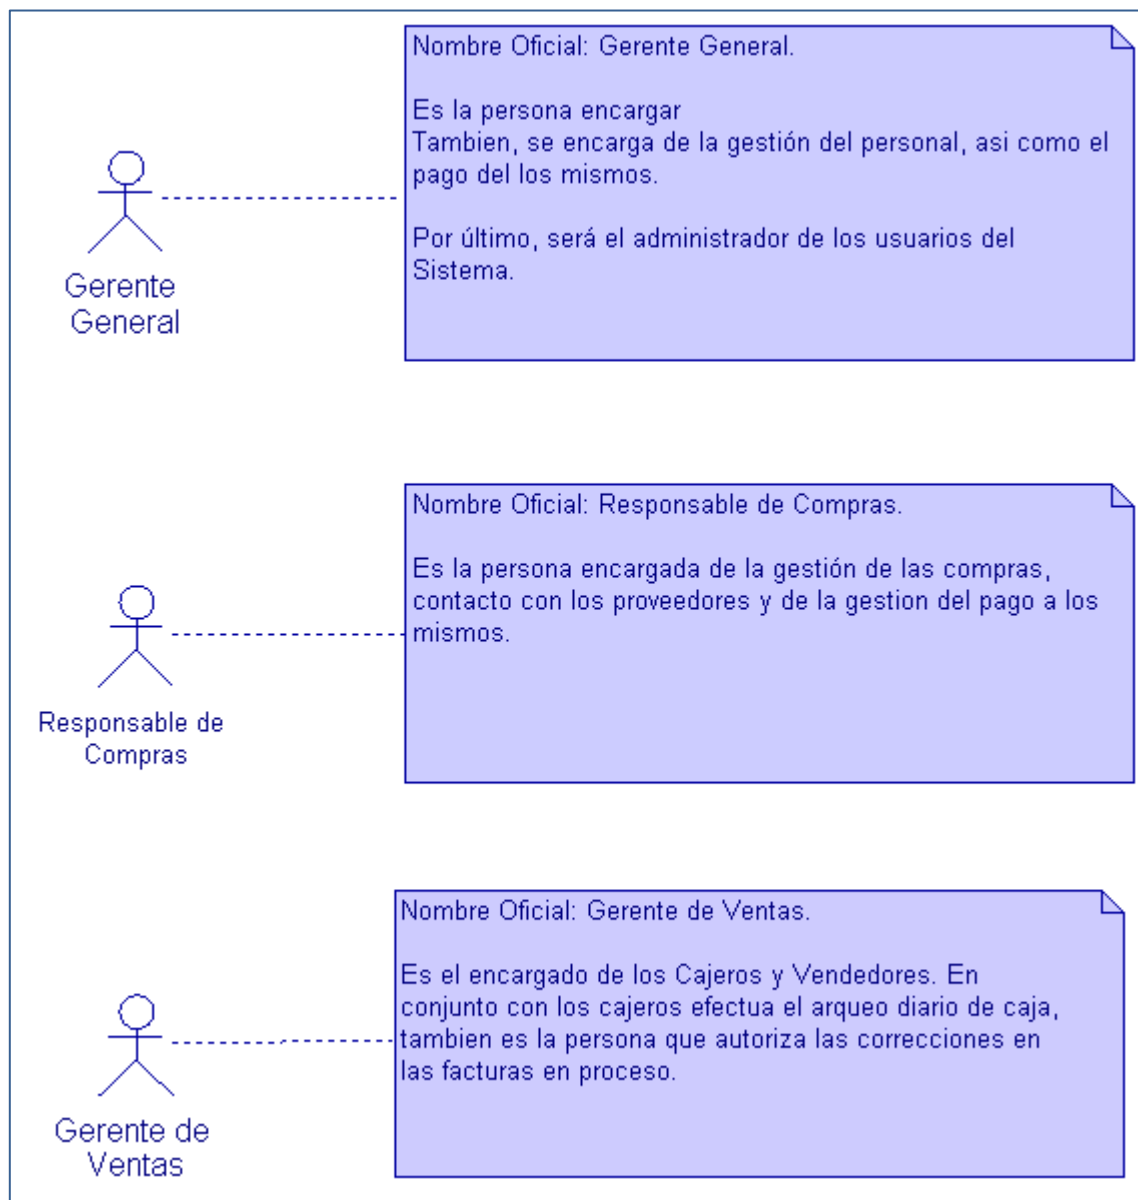 Nombre Oficial: Gerente General.
Es la persona encargar
Tambien, se encarga de la gestión del personal, asi como el
pago del los mismos.
Por último, será el administrador de los usuarios del
Sistema.
Gerente
General
Nombre Oficial: Responsable de Compras.
Es la persona encargada de la gestión de las compras,
contacto con los proveedores y de la gestion del pago a los
mismos.
Responsable de
Compras
Nombre Oficial: Gerente de Ventas.
Es el encargado de los Cajeros y Vendedores. En
conjunto con los cajeros efectua el arqueo diario de caja,
tambien es la persona que autoriza las correcciones en
las facturas en proceso.
Gerente de
Ventas